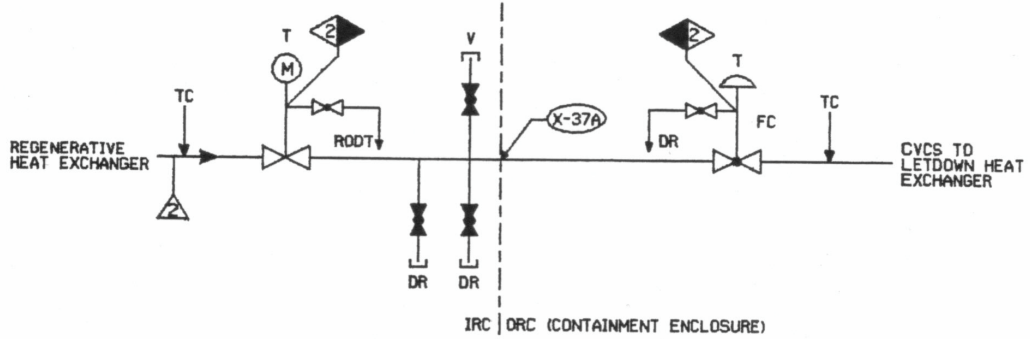 2
V
2
T
T
M
TC
TC
X-37A
FC
RODT
DR
REGENERATIVE
HEAT EXCHANGER
CVCS TO
LETDOWN HEAT
EXCHANGER
2
DR
DR
IRC
ORC (CONTAINMENT ENCLOSURE)